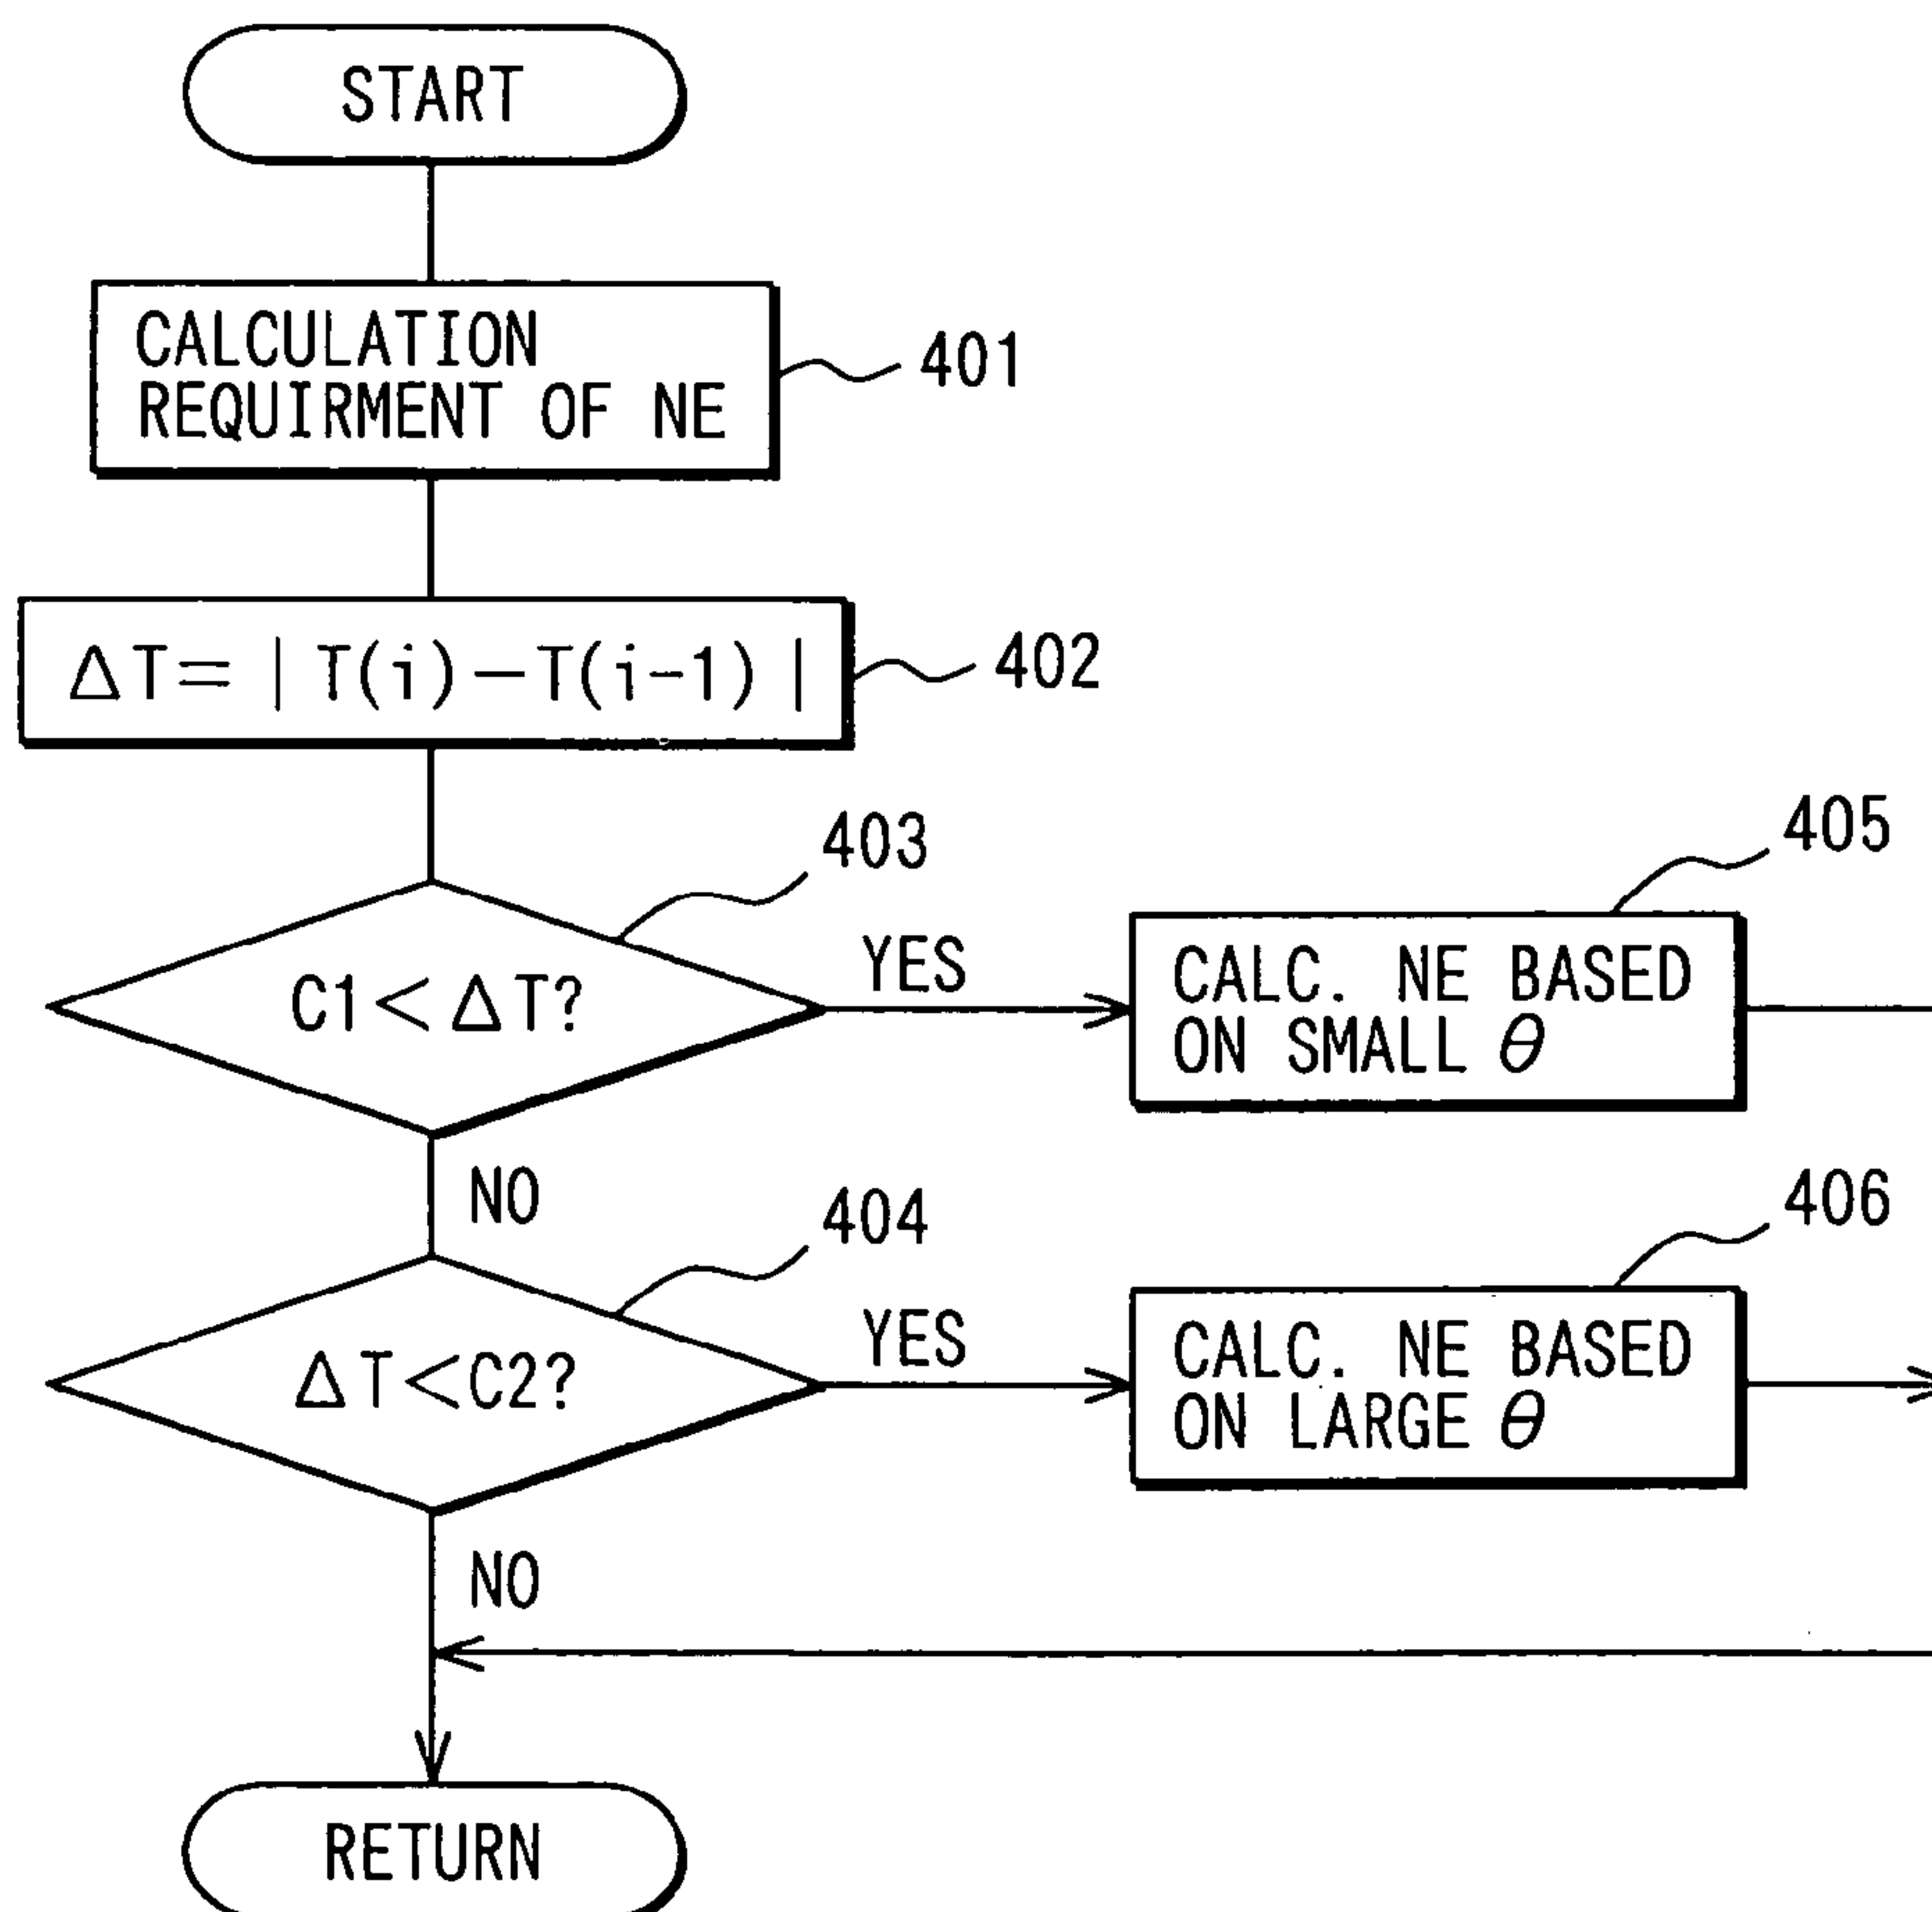 START
CALCULATION
REQUIRMENT OF NE
401
ΔT=|T(i)-T(i-1)|
402
403
405
C1<ΔT?
YES
CALC. NE BASED
ON SMALL θ
NO
404
406
ΔT<C2?
YES
CALC. NE BASED
ON LARGE θ
NO
RETURN